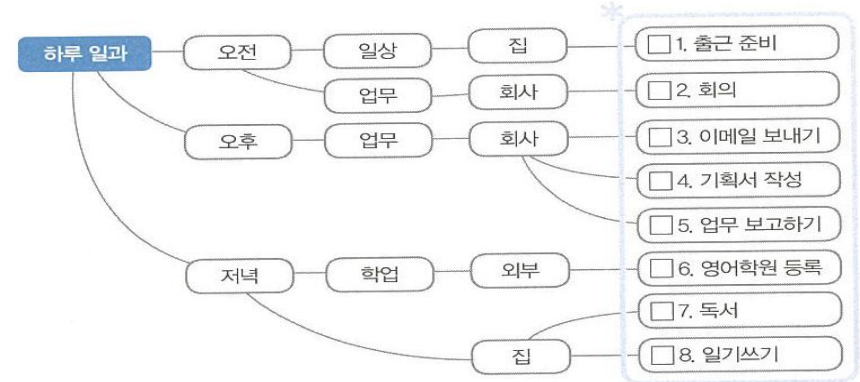 하루 일과 오전 일상 집 □ 1. 출근 준비
업무 회사 □ 2. 회의
오후 업무 회사 □ 3. 이메일 보내기
□ 4. 기획서 작성
□ 5. 업무 보고하기
저녁 학업 외부 □ 6. 영어학원 등록
□ 7. 독서
집 □ 8. 일기쓰기